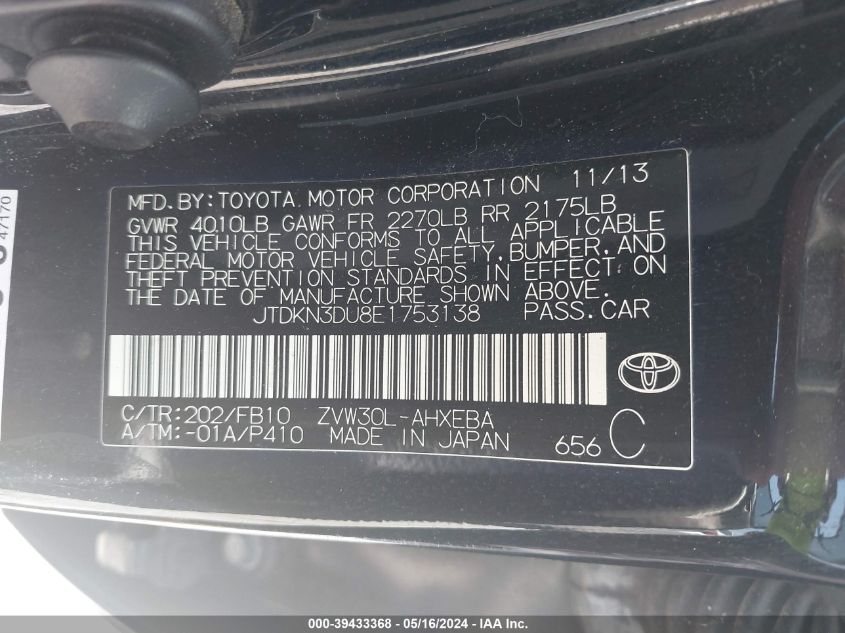 MFD. BY: TOYOTA MOTOR CORPORATION 11/13
GVWR 4010LB GAWR FR 2270LB RR 2175LB
THIS VEHICLE CONFORMS TO ALL APPLICABLE
FEDERAL MOTOR VEHICLE SAFETY, BUMPER, AND
THEFT PREVENTION STANDARDS IN EFFECT ON
THE DATE OF MANUFACTURE SHOWN ABOVE.
JTDKN3DU8E1753138 PASS. CAR
C/TR: 202/FB10 ZVW30L-AHXEBA
A/TM: -01A/P410 MADE IN JAPAN 656 C
47170
000-39433368 - 05/16/2024 - IAA Inc.